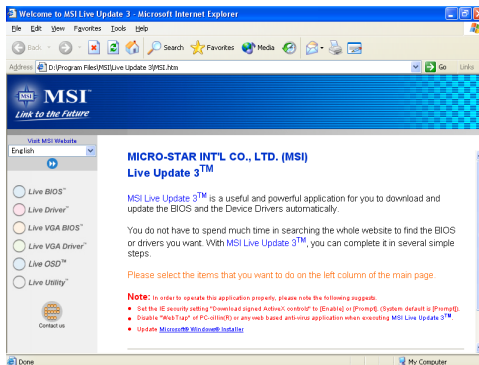 Welcome to MSI Live Update 3 - Microsoft Internet Explorer
File Edit View Favorites Tools Help
Back Search Favorites Media
Address D:\Program Files\MSI\Live Update 3\MSI.htm Go Links
MSI MSI™
Link to the Future
Visit MSI Website
English
Live BIOS™
Live Driver™
Live VGA BIOS™
Live VGA Driver™
Live OSD™
Live Utility™
Contact us
MICRO-STAR INT'L CO., LTD. (MSI)
Live Update 3TM
MSI Live Update 3TM is a useful and powerful application for you to download and
update the BIOS and the Device Drivers automatically.
You do not have to spend much time in searching the whole website to find the BIOS
or drivers you want. With MSI Live Update 3TM, you can complete it in several simple
steps.
Please select the items that you want to do on the left column of the main page.
Note: In order to operate this application properly, please note the following suggests.
Set the IE security setting "Download signed ActiveX controls" to [Enable] or [Prompt]. (System default is [Prompt]).
Disable "WebTrap" of PC-cillin(R) or any web based anti-virus application when executing MSI Live Update 3TM.
Update Microsoft® Windows® Installer
Done My Computer